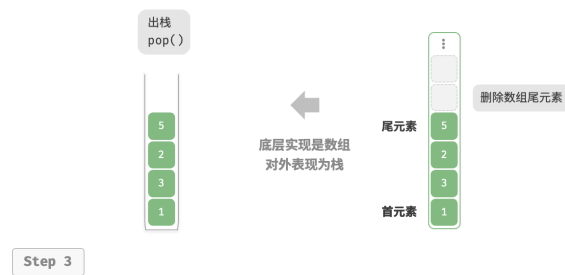 出栈
pop()
删除数组尾元素
5
2
3
1
底层实现是数组
对外表现为栈
尾元素
首元素
5
2
3
1
Step 3